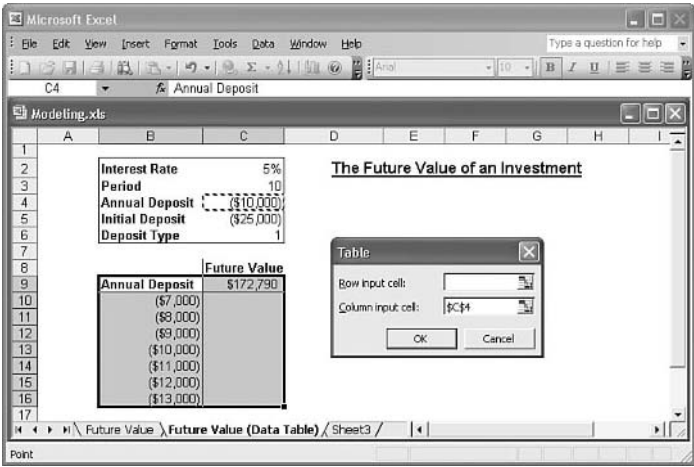 Microsoft Excel
File Edit View Insert Format Tools Data Window Help Type a question for help
Arial 10 B I U
C4 fx Annual Deposit
Modeling.xls
A B C D E F G H I
1
2 Interest Rate 5% The Future Value of an Investment
3 Period 10
4 Annual Deposit ($10,000)
5 Initial Deposit ($25,000)
6 Deposit Type 1
7
8 Future Value
9 Annual Deposit $172,790
10 ($7,000)
11 ($8,000)
12 ($9,000)
13 ($10,000)
14 ($11,000)
15 ($12,000)
16 ($13,000)
17
Table
Row input cell:
Column input cell: $C$4
OK Cancel
Future Value Future Value (Data Table) Sheet3
Point